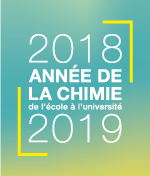 2018
ANNÉE DE
LA CHIMIE
de l'école à l'université
2019